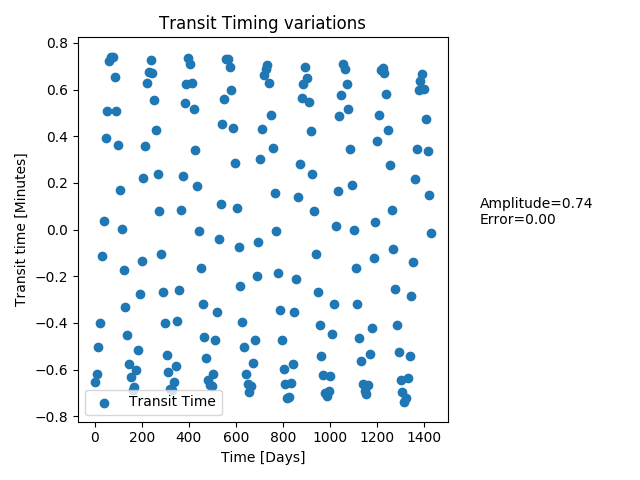 Transit Timing variations
0.8
0.6
0.4
0.2
0.0
−0.2
−0.4
−0.6
−0.8
Transit time [Minutes]
Transit Time
0 200 400 600 800 1000 1200 1400
Time [Days]
Amplitude=0.74
Error=0.00